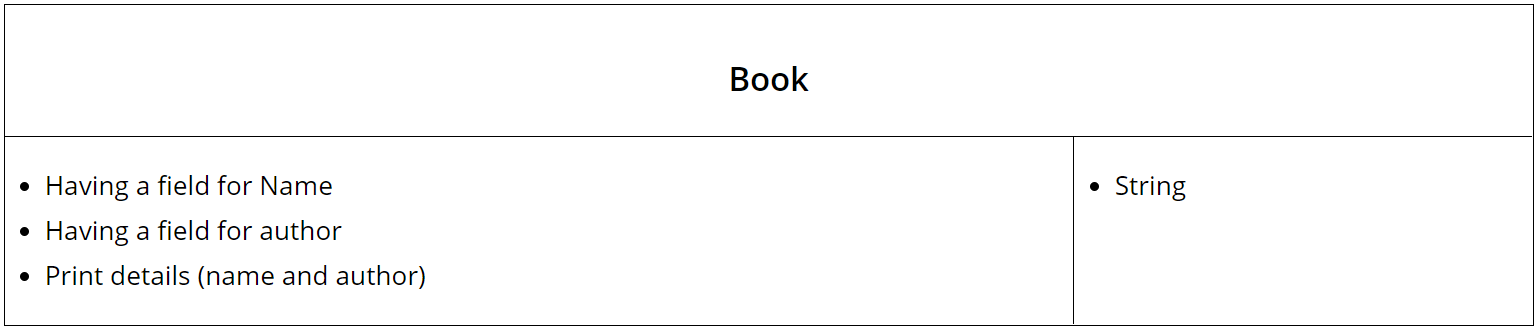 Book
Having a field for Name
Having a field for author
Print details (name and author)
String